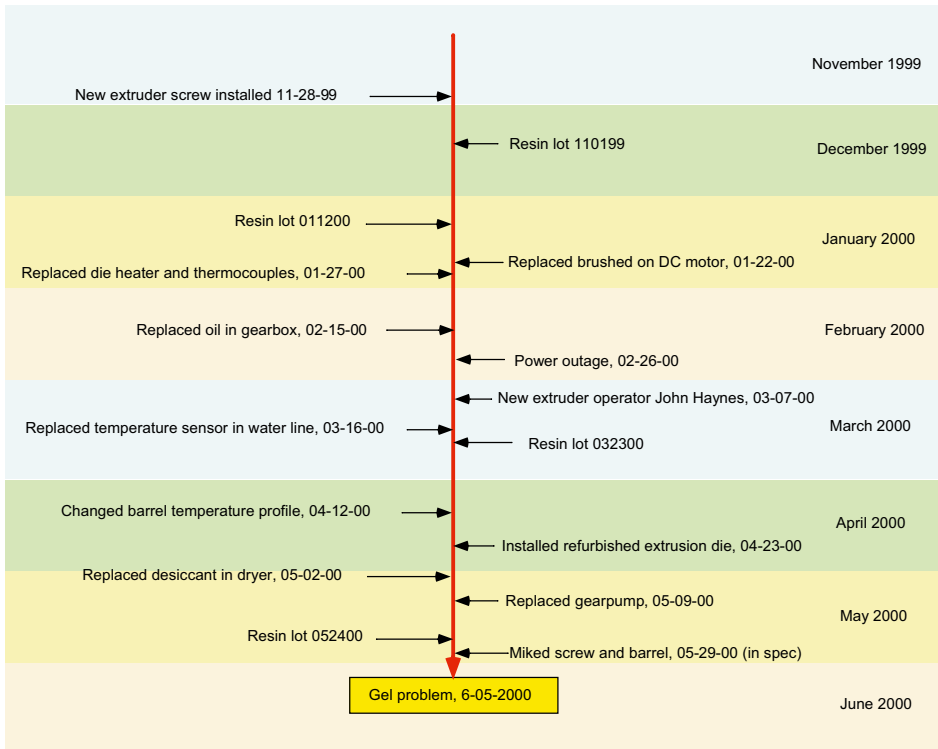 November 1999
New extruder screw installed 11-28-99
Resin lot 110199
December 1999
Resin lot 011200
January 2000
Replaced brushed on DC motor, 01-22-00
Replaced die heater and thermocouples, 01-27-00
Replaced oil in gearbox, 02-15-00
February 2000
Power outage, 02-26-00
New extruder operator John Haynes, 03-07-00
Replaced temperature sensor in water line, 03-16-00
March 2000
Resin lot 032300
Changed barrel temperature profile, 04-12-00
April 2000
Installed refurbished extrusion die, 04-23-00
Replaced desiccant in dryer, 05-02-00
Replaced gearpump, 05-09-00
May 2000
Resin lot 052400
Miked screw and barrel, 05-29-00 (in spec)
Gel problem, 6-05-2000
June 2000